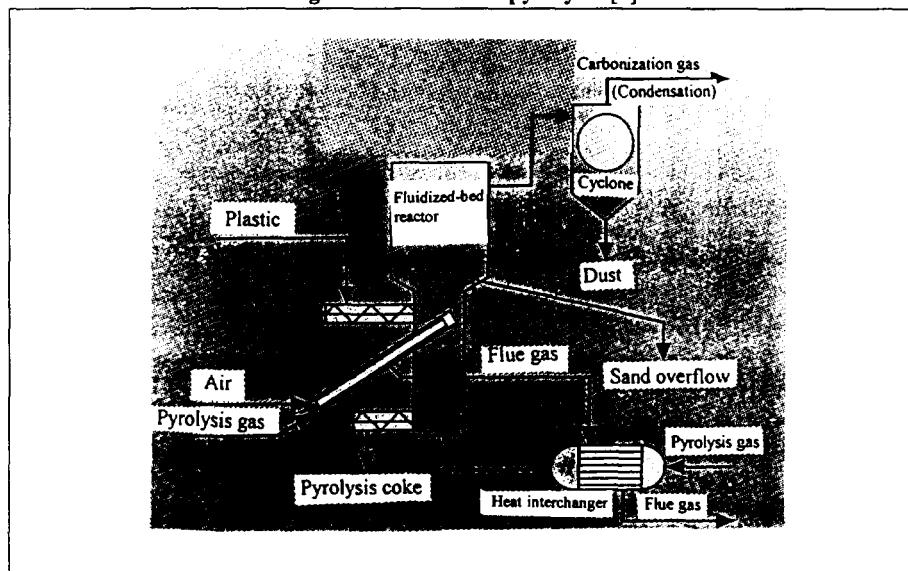 Carbonization gas
(Condensation)
Cyclone
Fluidized-bed
reactor
Plastic
Dust
Flue gas
Sand overflow
Air
Pyrolysis gas
Pyrolysis gas
Pyrolysis coke
Heat interchanger
Flue gas